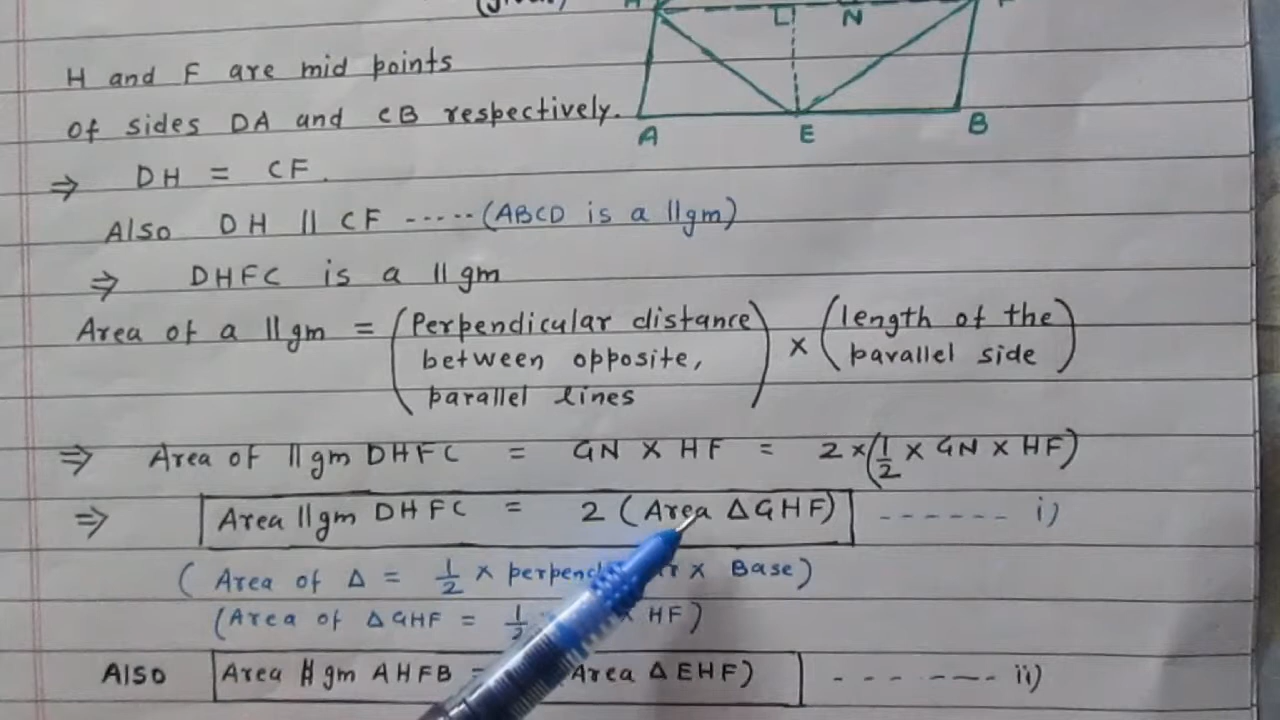 L N
H and F are mid points
of sides DA and CB respectively.
A E B
⇒ DH = CF.
Also DH || CF ----- (ABCD is a ||gm)
⇒ DHFC is a ||gm
Area of a ||gm = (Perpendicular distance between opposite, parallel lines) × (length of the parallel side)
⇒ Area of ||gm DHFC = GN × HF = 2×(1/2 × GN × HF)
⇒ Area ||gm DHFC = 2 (Area ΔGHF) ------ i)
(Area of Δ = 1/2 × × Base)
(Area of ΔGHF = 1/2 × HF)
Also Area ||gm AHFB = Area ΔEHF) ------ ii)